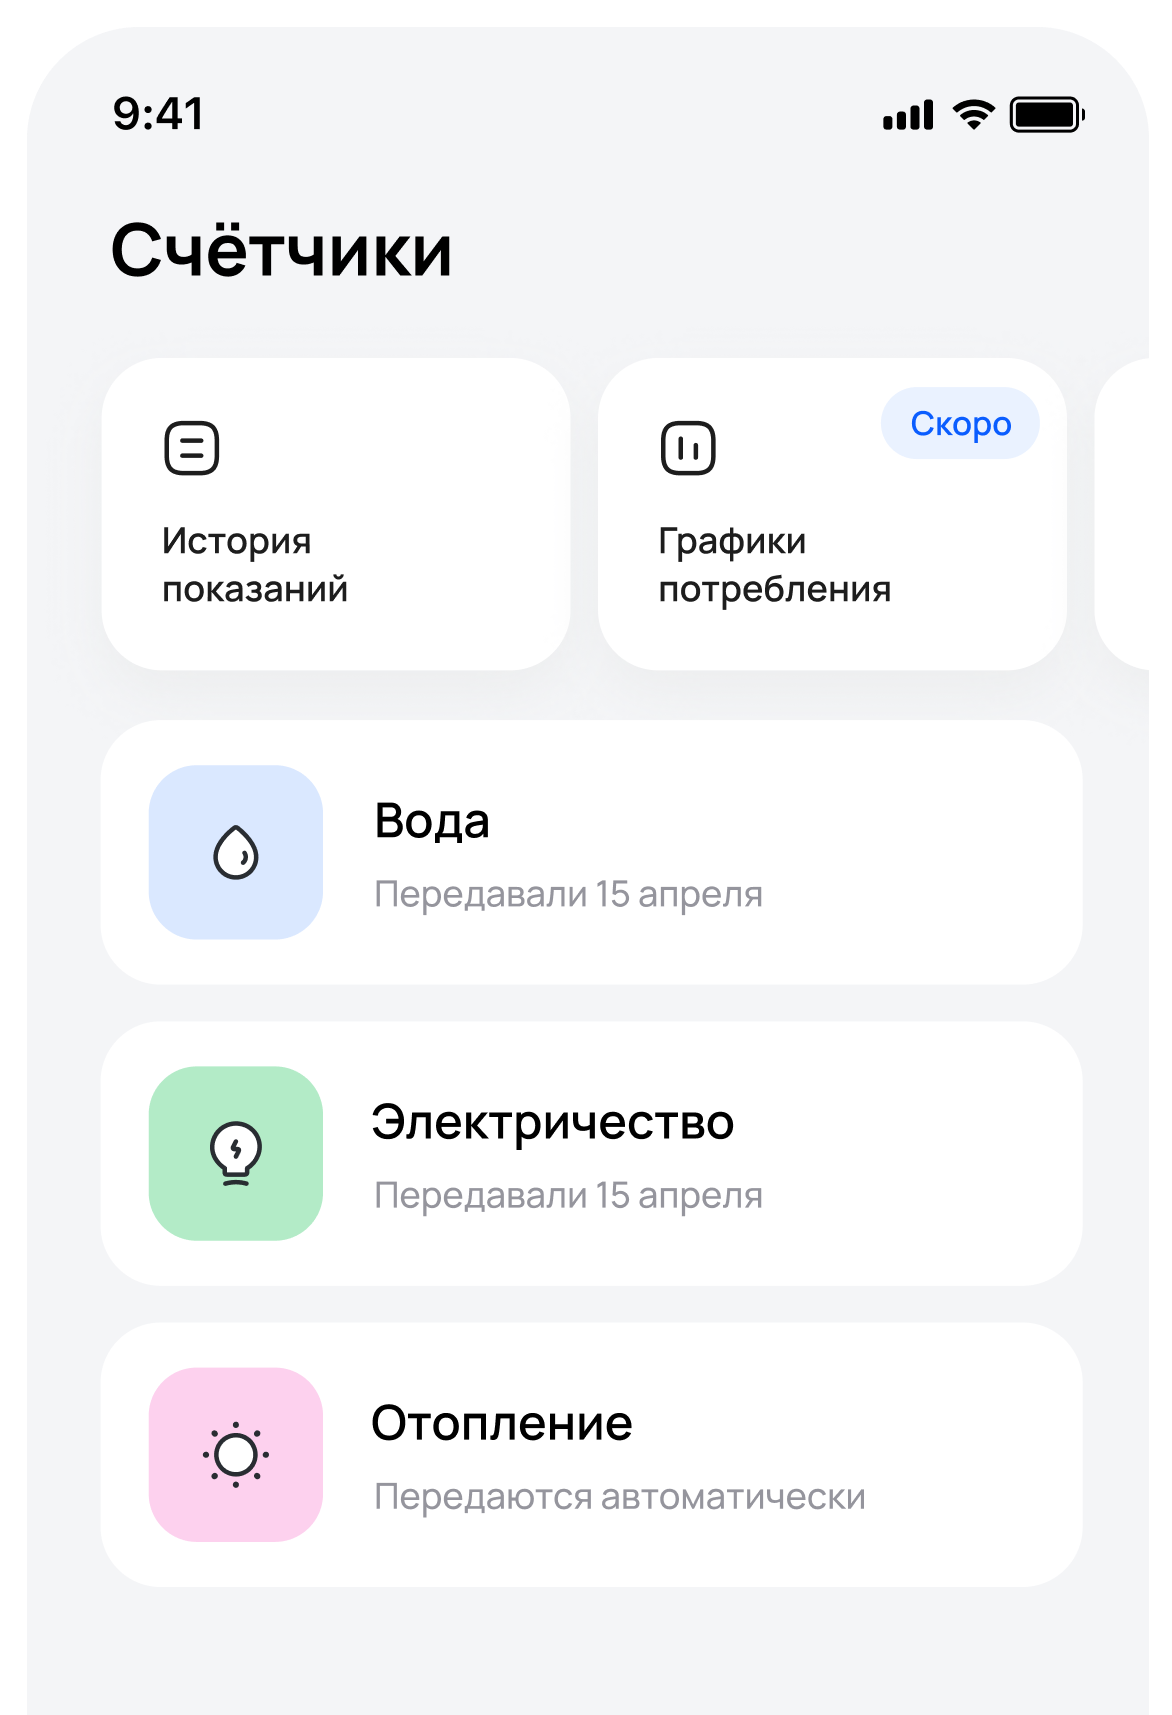 9:41
Счётчики
История
показаний
Скоро
Графики
потребления
Вода
Передавали 15 апреля
Электричество
Передавали 15 апреля
Отопление
Передаются автоматически